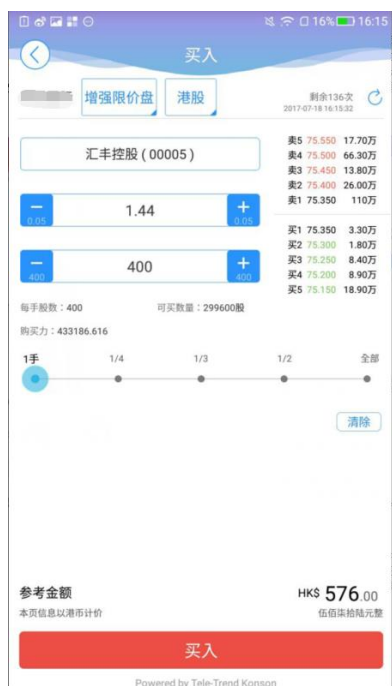 16% 16:15
买入
增强限价盘 港股 剩余136次
2017-07-18 16:15:32
汇丰控股 ( 00005 )
卖5 75.550 17.70万
卖4 75.500 66.30万
卖3 75.450 13.80万
卖2 75.400 26.00万
卖1 75.350 110万
买1 75.350 3.30万
买2 75.300 1.80万
买3 75.250 8.40万
买4 75.200 8.90万
买5 75.150 18.90万
− 1.44 +
0.05 0.05
− 400 +
400 400
每手股数：400 可买数量：299600股
购买力：433186.616
1手 1/4 1/3 1/2 全部
清除
参考金额 HK$ 576.00
本页信息以港币计价 伍佰柒拾陆元整
买入
Powered by Tele-Trend Konson